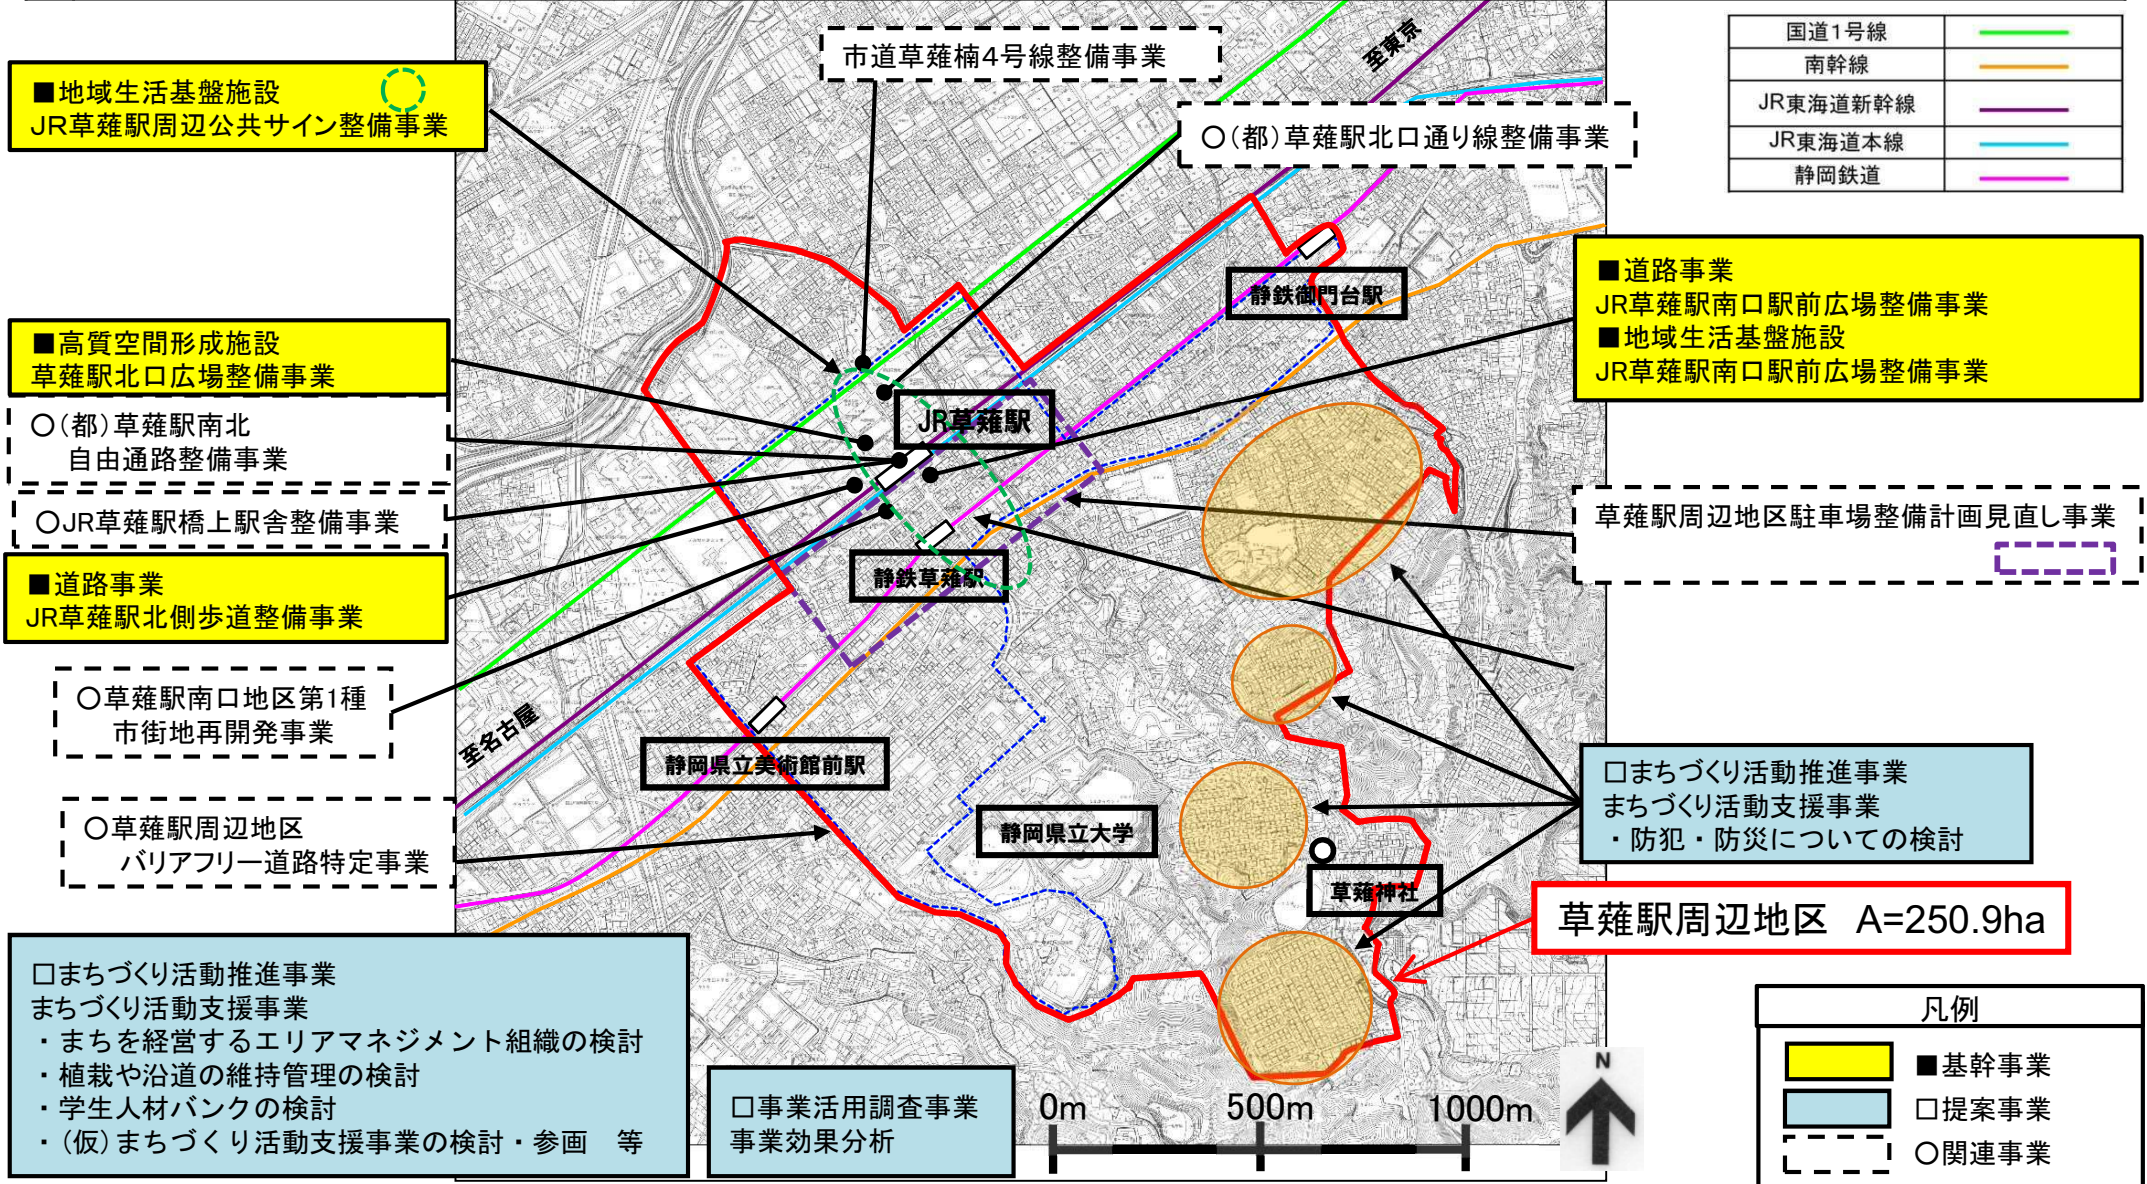 市道草薙楠4号線整備事業
至東京
国道1号線
南幹線
JR東海道新幹線
JR東海道本線
静岡鉄道
■地域生活基盤施設
JR草薙駅周辺公共サイン整備事業
○(都)草薙駅北口通り線整備事業
■道路事業
JR草薙駅南口駅前広場整備事業
■地域生活基盤施設
JR草薙駅南口駅前広場整備事業
静鉄御門台駅
■高質空間形成施設
草薙駅北口広場整備事業
JR草薙駅
○(都)草薙駅南北
自由通路整備事業
○JR草薙駅橋上駅舎整備事業
草薙駅周辺地区駐車場整備計画見直し事業
静鉄草薙駅
■道路事業
JR草薙駅北側歩道整備事業
○草薙駅南口地区第1種
市街地再開発事業
至名古屋
静岡県立美術館前駅
□まちづくり活動推進事業
まちづくり活動支援事業
・防犯・防災についての検討
○草薙駅周辺地区
バリアフリー道路特定事業
静岡県立大学
草薙神社
草薙駅周辺地区 A=250.9ha
□まちづくり活動推進事業
まちづくり活動支援事業
・まちを経営するエリアマネジメント組織の検討
・植栽や沿道の維持管理の検討
・学生人材バンクの検討
・(仮)まちづくり活動支援事業の検討・参画 等
□事業活用調査事業
事業効果分析
0m 500m 1000m
N
凡例
■基幹事業
□提案事業
○関連事業